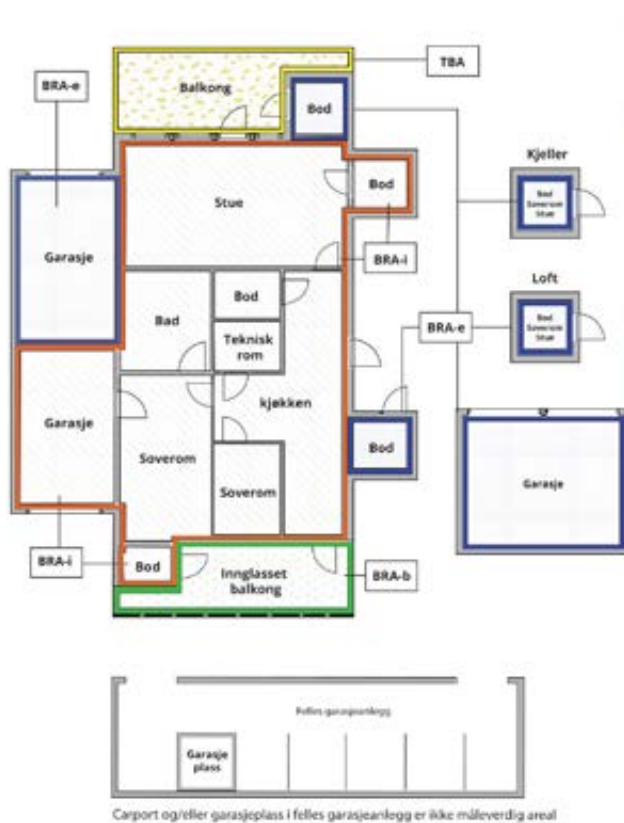 TBA
BRA-e
Balkong
Bod
Kjeller
Bod
Soverom
Stue
Bod
Stue
BRA-i
Garasje
Loft
Bod
Bad
Teknisk
rom
Bod
Soverom
Stue
BRA-e
kjøkken
Garasje
Bod
Soverom
Soverom
Garasje
BRA-i
Bod
Innglasset
balkong
BRA-b
Felles garasjeanlegg
Garasje
plass
Carport og/eller garasjeplass i felles garasjeanlegg er ikke måleverdig areal